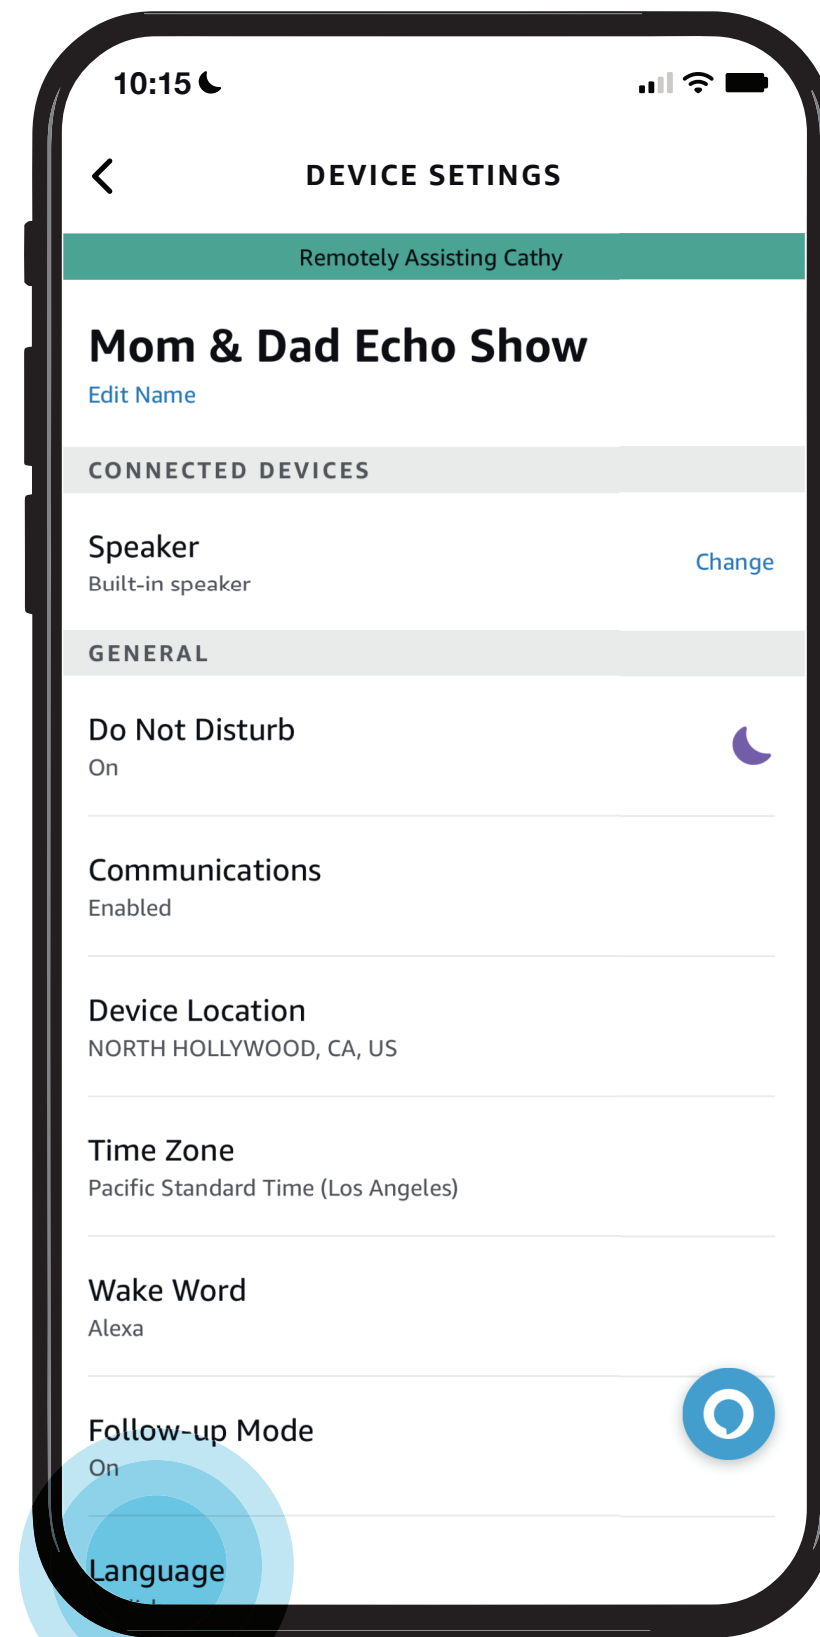 10:15
DEVICE SETINGS
Remotely Assisting Cathy
Mom & Dad Echo Show
Edit Name
CONNECTED DEVICES
Speaker
Built-in speaker
Change
GENERAL
Do Not Disturb
On
Communications
Enabled
Device Location
NORTH HOLLYWOOD, CA, US
Time Zone
Pacific Standard Time (Los Angeles)
Wake Word
Alexa
Follow-up Mode
On
Language